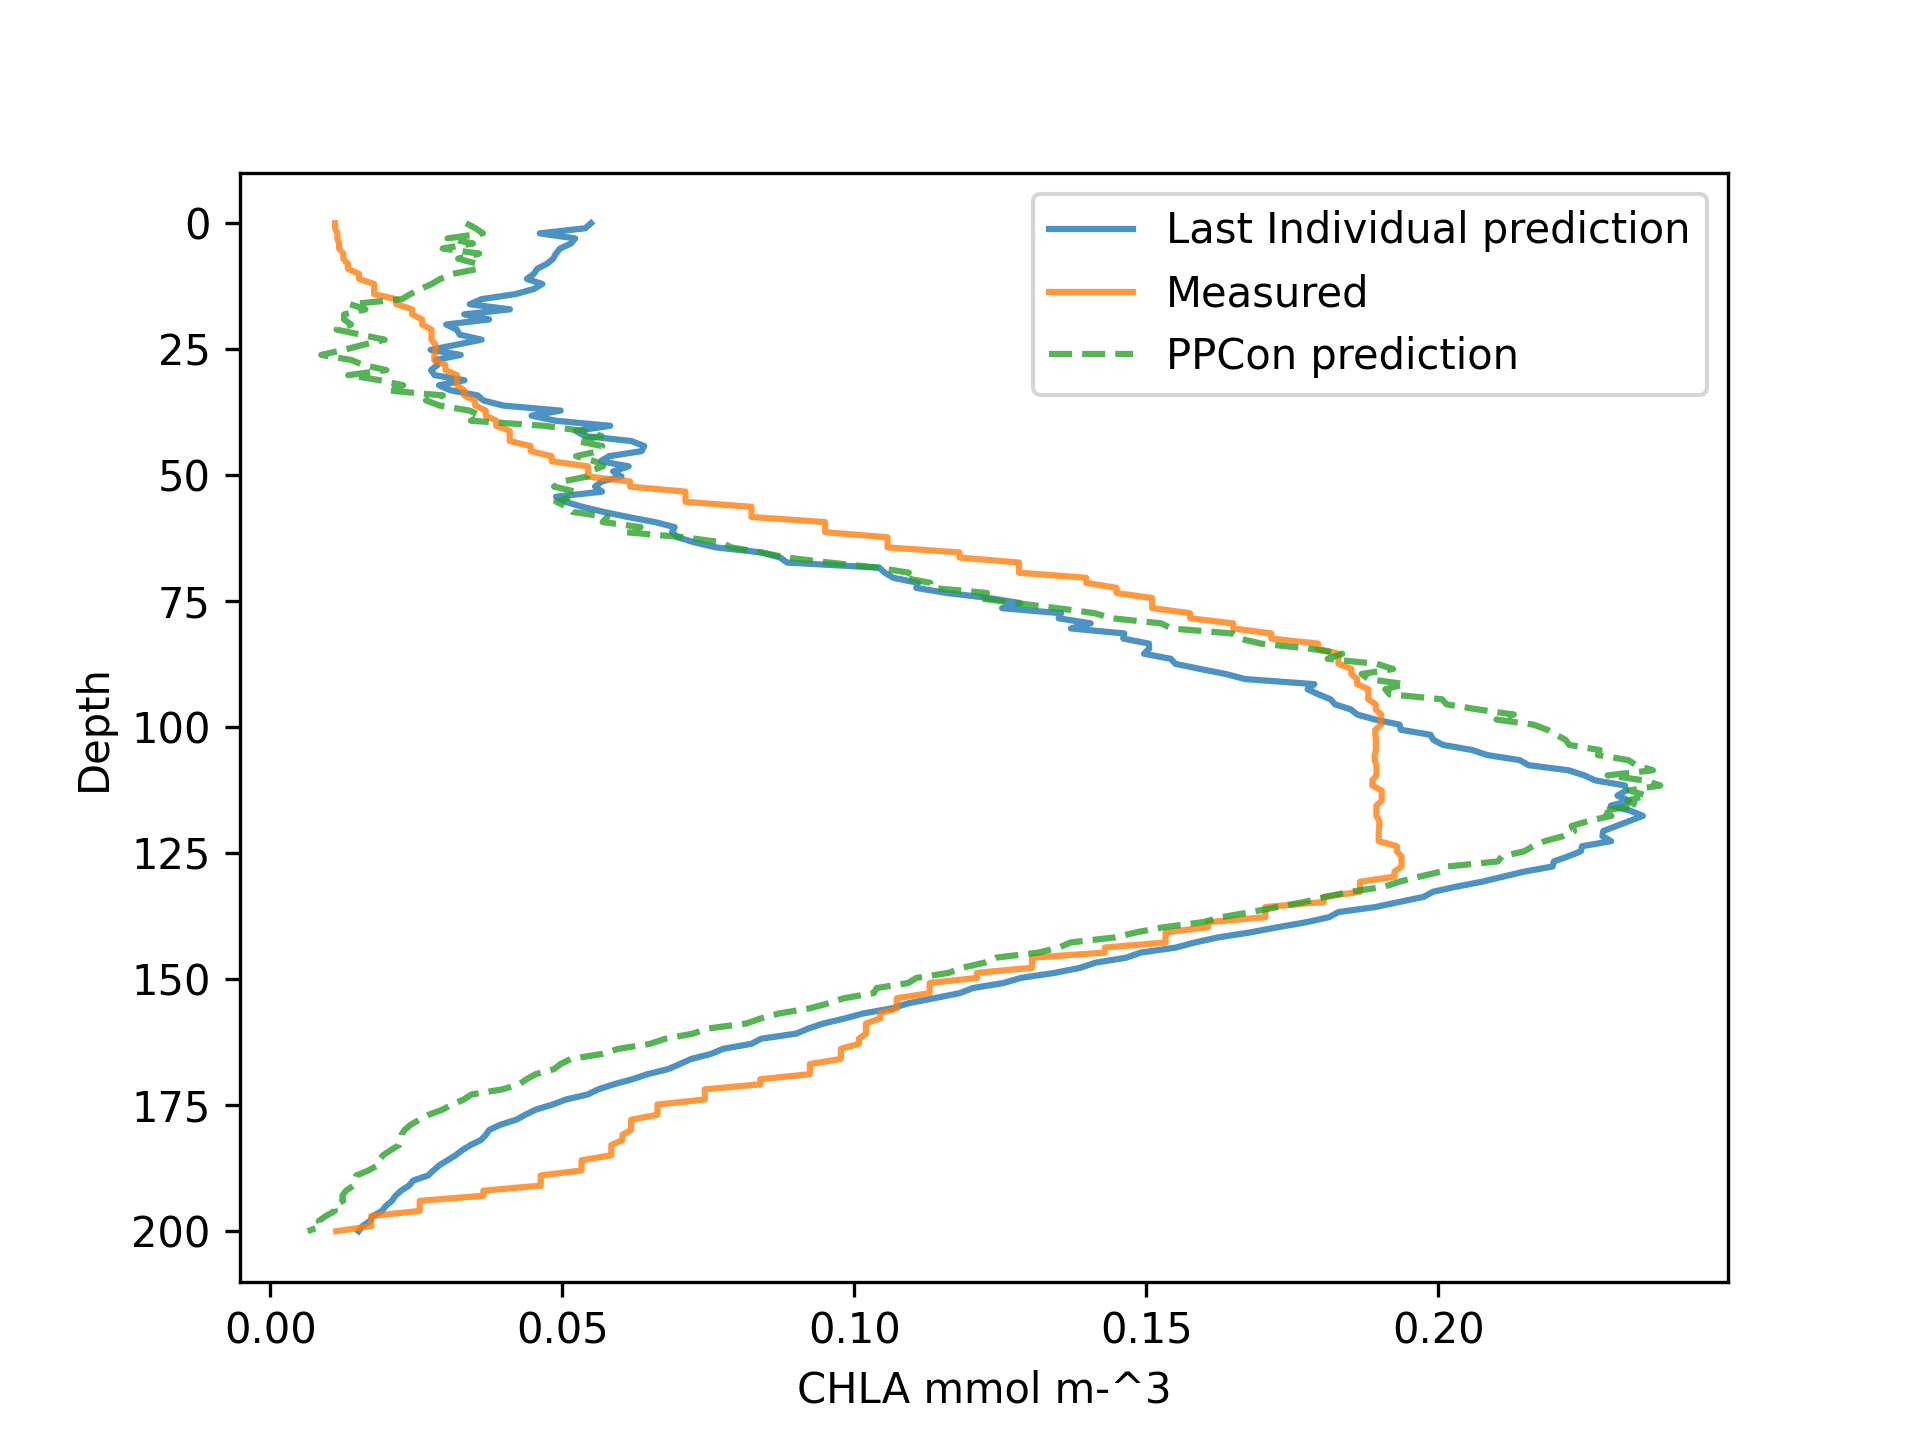 Last Individual prediction
Measured
PPCon prediction
0
25
50
75
100
125
150
175
200
Depth
0.00 0.05 0.10 0.15 0.20
CHLA mmol m-^3